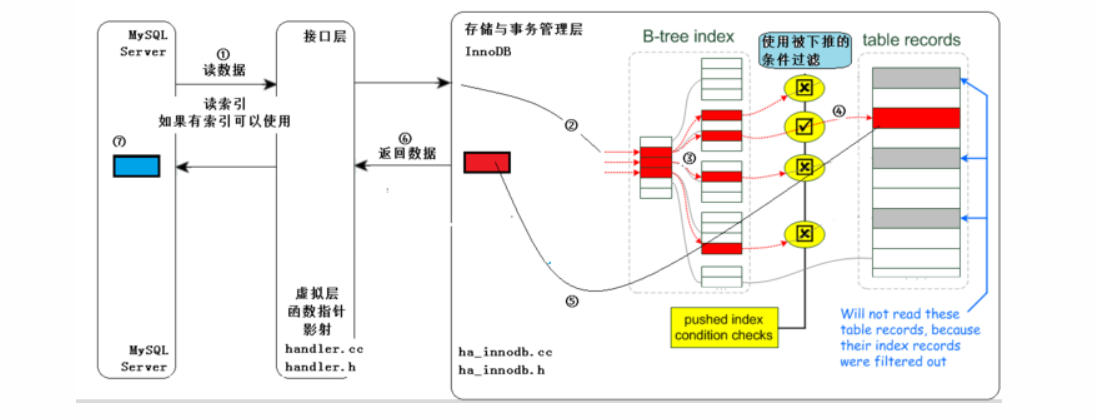 MySQL
Server
①
读数据
读索引
如果有索引可以使用
⑦
MySQL
Server
接口层
虚拟层
函数指针
影射
handler.cc
handler.h
⑥
返回数据
存储与事务管理层
InnoDB
②
③
④
⑤
B-tree index
使用被下推的
条件过滤
table records
pushed index
condition checks
Will not read these
table records, because
their index records
were filtered out
ha_innodb.cc
ha_innodb.h